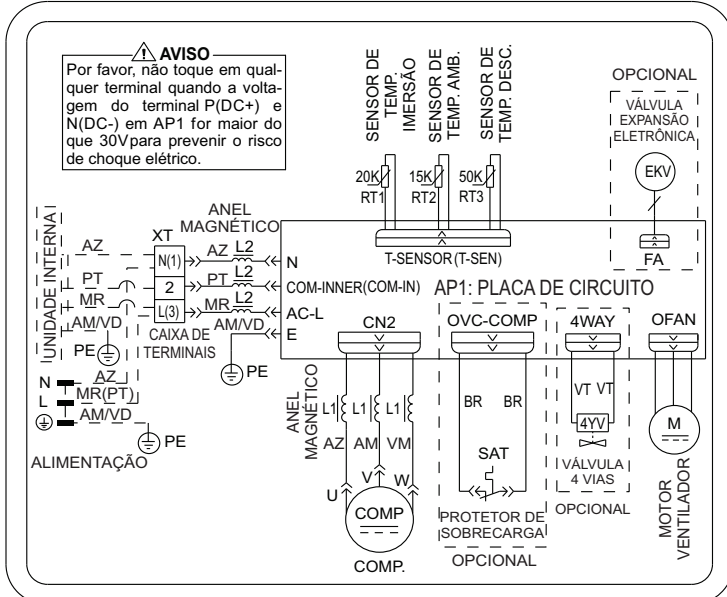 AVISO
Por favor, não toque em qual-
quer terminal quando a volta-
gem do terminal P(DC+) e
N(DC-) em AP1 for maior do
que 30V para prevenir o risco
de choque elétrico.
SENSOR DE
TEMP.
IMERSÃO
SENSOR DE
TEMP. AMB.
SENSOR DE
TEMP. DESC.
OPCIONAL
VÁLVULA
EXPANSÃO
ELETRÔNICA
EKV
FA
20K
RT1
15K
RT2
50K
RT3
T-SENSOR (T-SEN)
UNIDADE INTERNA
AZ
PT
MR
AM/VD
PE
XT
N(1)
2
L(3)
CAIXA DE
TERMINAIS
ANEL
MAGNÉTICO
AZ
L2
PT
L2
MR
L2
AM/VD
PE
N
COM-INNER(COM-IN)
AC-L
E
AP1: PLACA DE CIRCUITO
N
L
AZ
MR(PT)
AM/VD
PE
ALIMENTAÇÃO
CN2
ANEL
MAGNÉTICO
L1
L1
L1
AZ
AM
VM
U
V
W
COMP
COMP.
OVC-COMP
BR
BR
SAT
PROTETOR DE
SOBRECARGA
OPCIONAL
4WAY
VT
VT
4YV
VÁLVULA
4 VIAS
OPCIONAL
OFAN
M
MOTOR
VENTILADOR